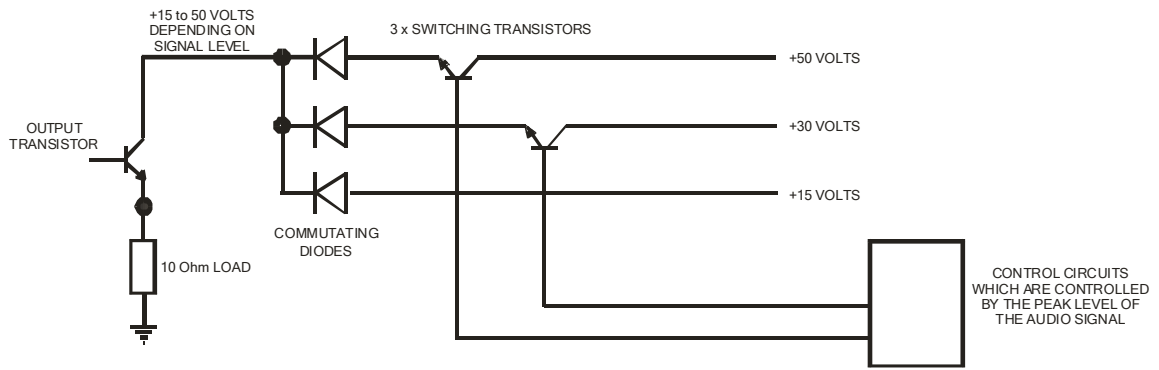 +15 to 50 VOLTS
DEPENDING ON
SIGNAL LEVEL
3 x SWITCHING TRANSISTORS
+50 VOLTS
OUTPUT
TRANSISTOR
+30 VOLTS
+15 VOLTS
COMMUTATING
DIODES
10 Ohm LOAD
CONTROL CIRCUITS
WHICH ARE CONTROLLED
BY THE PEAK LEVEL OF
THE AUDIO SIGNAL